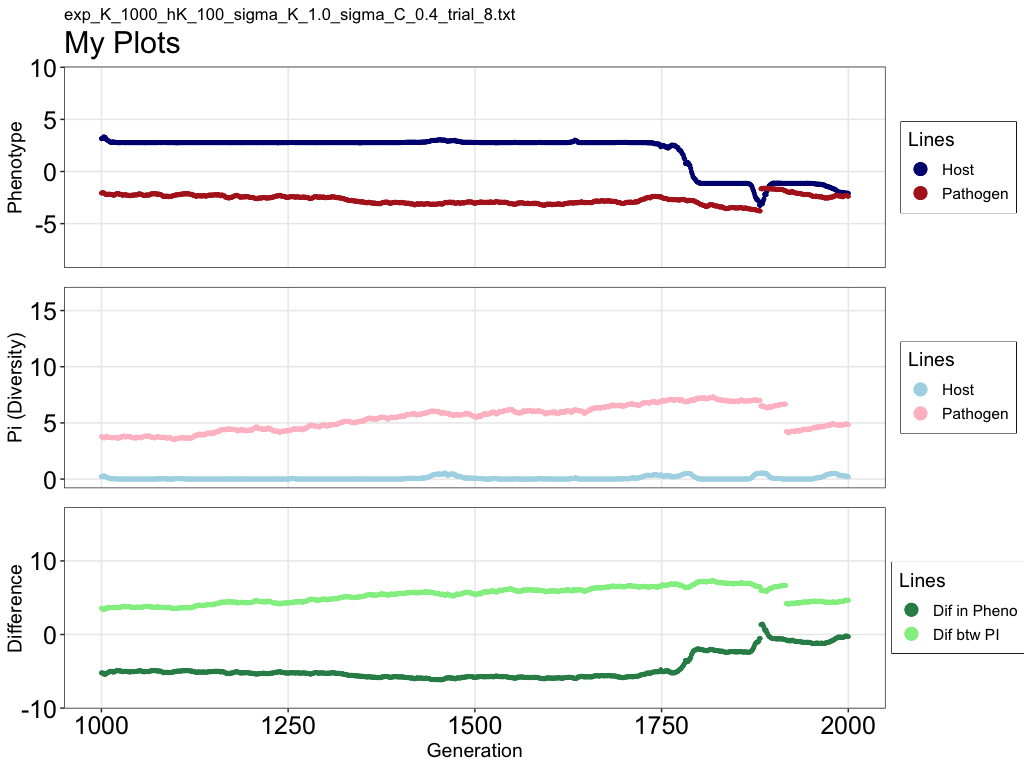 exp_K_1000_hK_100_sigma_K_1.0_sigma_C_0.4_trial_8.txt
My Plots
10
5
0
-5
Phenotype
Lines
Host
Pathogen
15
10
5
0
Pi (Diversity)
Lines
Host
Pathogen
10
0
-10
Difference
Lines
Dif in Pheno
Dif btw PI
1000 1250 1500 1750 2000
Generation